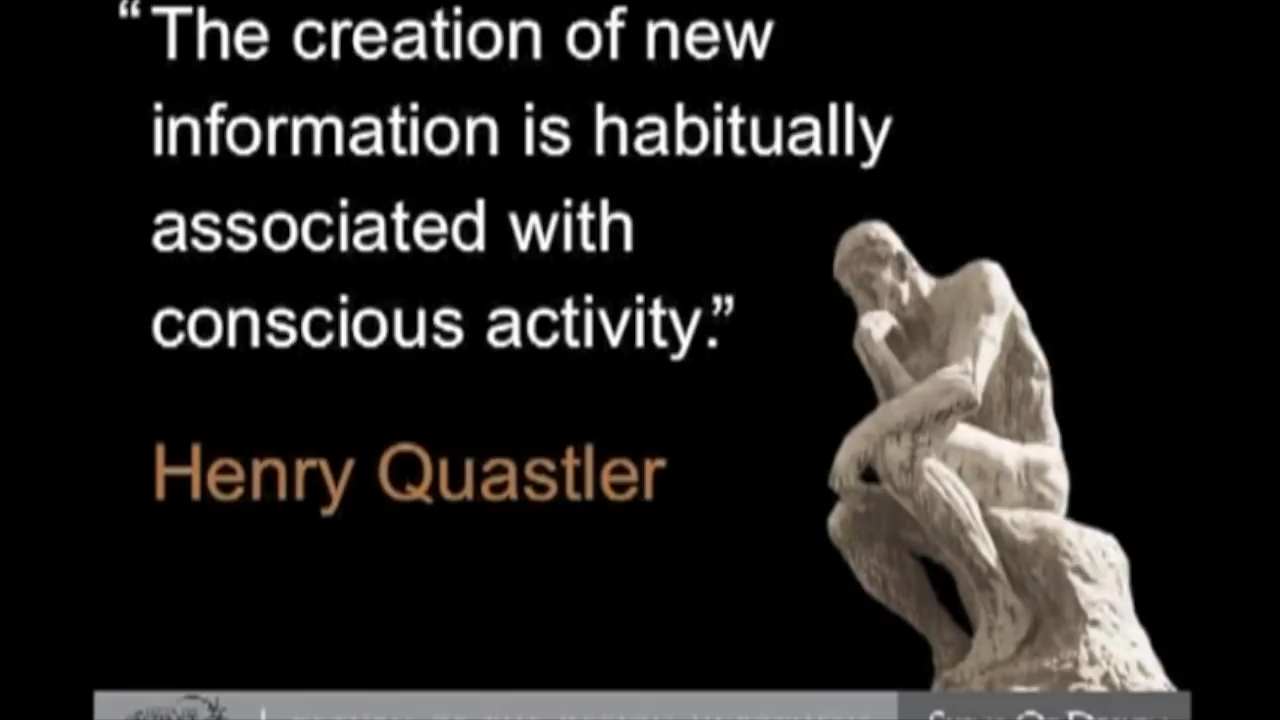 “The creation of new
information is habitually
associated with
conscious activity.”
Henry Quastler